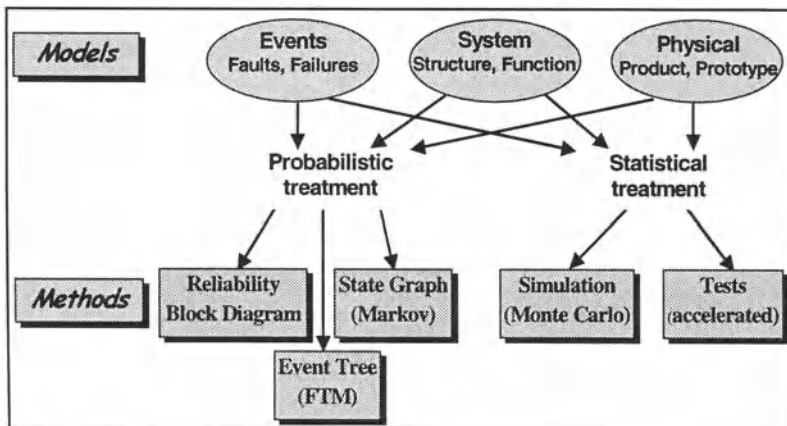 Models
Events
Faults, Failures
System
Structure, Function
Physical
Product, Prototype
Probabilistic
treatment
Statistical
treatment
Methods
Reliability
Block Diagram
State Graph
(Markov)
Simulation
(Monte Carlo)
Tests
(accelerated)
Event Tree
(FTM)